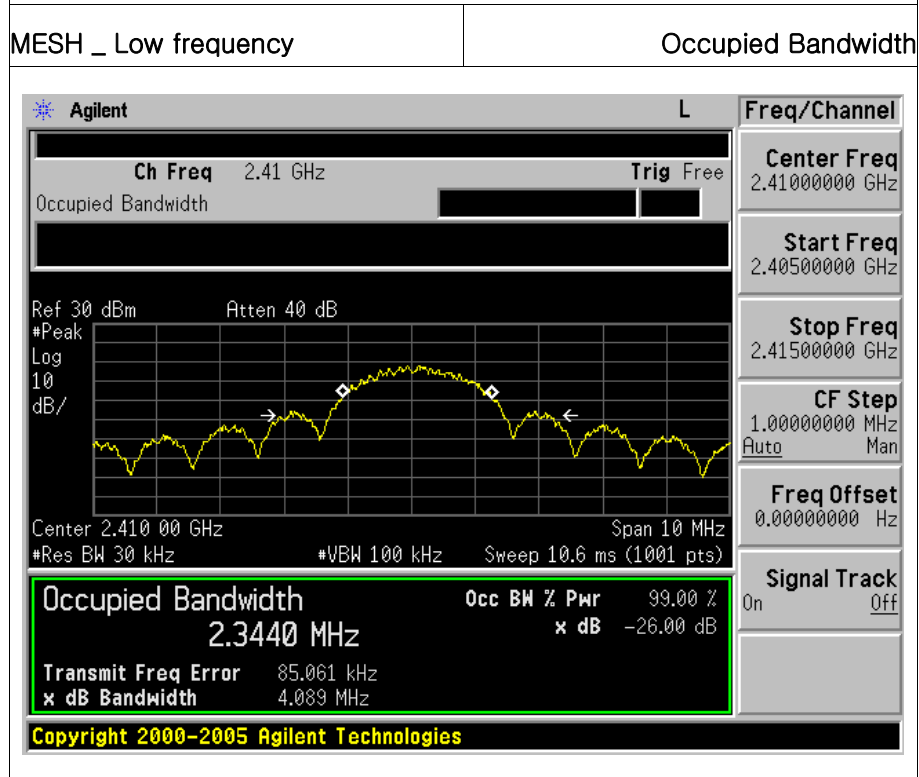 MESH _ Low frequency
Occupied Bandwidth
Agilent
L
Freq/Channel
Ch Freq 2.41 GHz
Trig Free
Occupied Bandwidth
Center Freq
2.41000000 GHz
Start Freq
2.40500000 GHz
Stop Freq
2.41500000 GHz
CF Step
1.00000000 MHz
Auto Man
Freq Offset
0.00000000 Hz
Signal Track
On Off
Ref 30 dBm
Atten 40 dB
#Peak
Log
10
dB/
Center 2.410 00 GHz
Span 10 MHz
#Res BW 30 kHz
#VBW 100 kHz
Sweep 10.6 ms (1001 pts)
Occupied Bandwidth
2.3440 MHz
Occ BW % Pwr 99.00 %
x dB -26.00 dB
Transmit Freq Error 85.061 kHz
x dB Bandwidth 4.089 MHz
Copyright 2000-2005 Agilent Technologies